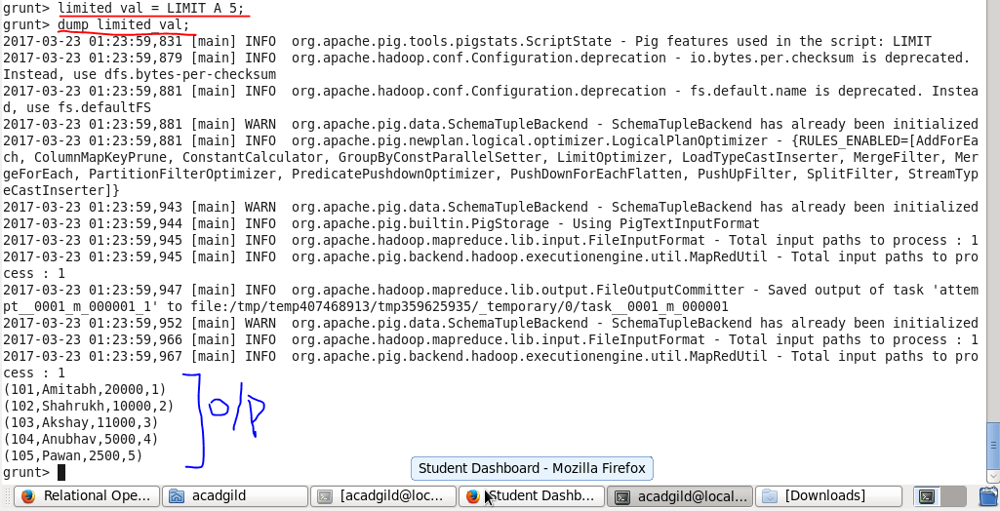 grunt> limited_val = LIMIT A 5;
grunt> dump limited_val;
2017-03-23 01:23:59,831 [main] INFO  org.apache.pig.tools.pigstats.ScriptState - Pig features used in the script: LIMIT
2017-03-23 01:23:59,879 [main] INFO  org.apache.hadoop.conf.Configuration.deprecation - io.bytes.per.checksum is deprecated.
Instead, use dfs.bytes-per-checksum
2017-03-23 01:23:59,881 [main] INFO  org.apache.hadoop.conf.Configuration.deprecation - fs.default.name is deprecated. Instea
d, use fs.defaultFS
2017-03-23 01:23:59,881 [main] WARN  org.apache.pig.data.SchemaTupleBackend - SchemaTupleBackend has already been initialized
2017-03-23 01:23:59,881 [main] INFO  org.apache.pig.newplan.logical.optimizer.LogicalPlanOptimizer - {RULES_ENABLED=[AddForEa
ch, ColumnMapKeyPrune, ConstantCalculator, GroupByConstParallelSetter, LimitOptimizer, LoadTypeCastInserter, MergeFilter, Mer
geForEach, PartitionFilterOptimizer, PredicatePushdownOptimizer, PushDownForEachFlatten, PushUpFilter, SplitFilter, StreamTyp
eCastInserter]}
2017-03-23 01:23:59,943 [main] WARN  org.apache.pig.data.SchemaTupleBackend - SchemaTupleBackend has already been initialized
2017-03-23 01:23:59,944 [main] INFO  org.apache.pig.builtin.PigStorage - Using PigTextInputFormat
2017-03-23 01:23:59,945 [main] INFO  org.apache.hadoop.mapreduce.lib.input.FileInputFormat - Total input paths to process : 1
2017-03-23 01:23:59,945 [main] INFO  org.apache.pig.backend.hadoop.executionengine.util.MapRedUtil - Total input paths to pro
cess : 1
2017-03-23 01:23:59,947 [main] INFO  org.apache.hadoop.mapreduce.lib.output.FileOutputCommitter - Saved output of task 'attem
pt__0001_m_000001_1' to file:/tmp/temp407468913/tmp359625935/_temporary/0/task__0001_m_000001
2017-03-23 01:23:59,952 [main] WARN  org.apache.pig.data.SchemaTupleBackend - SchemaTupleBackend has already been initialized
2017-03-23 01:23:59,966 [main] INFO  org.apache.hadoop.mapreduce.lib.input.FileInputFormat - Total input paths to process : 1
2017-03-23 01:23:59,967 [main] INFO  org.apache.pig.backend.hadoop.executionengine.util.MapRedUtil - Total input paths to pro
cess : 1
(101,Amitabh,20000,1)
(102,Shahrukh,10000,2)
(103,Akshay,11000,3)
(104,Anubhav,5000,4)
(105,Pawan,2500,5)
o/p
grunt>
Student Dashboard - Mozilla Firefox
Relational Ope... acadgild [acadgild@loc... Student Dashb... acadgild@local... [Downloads]